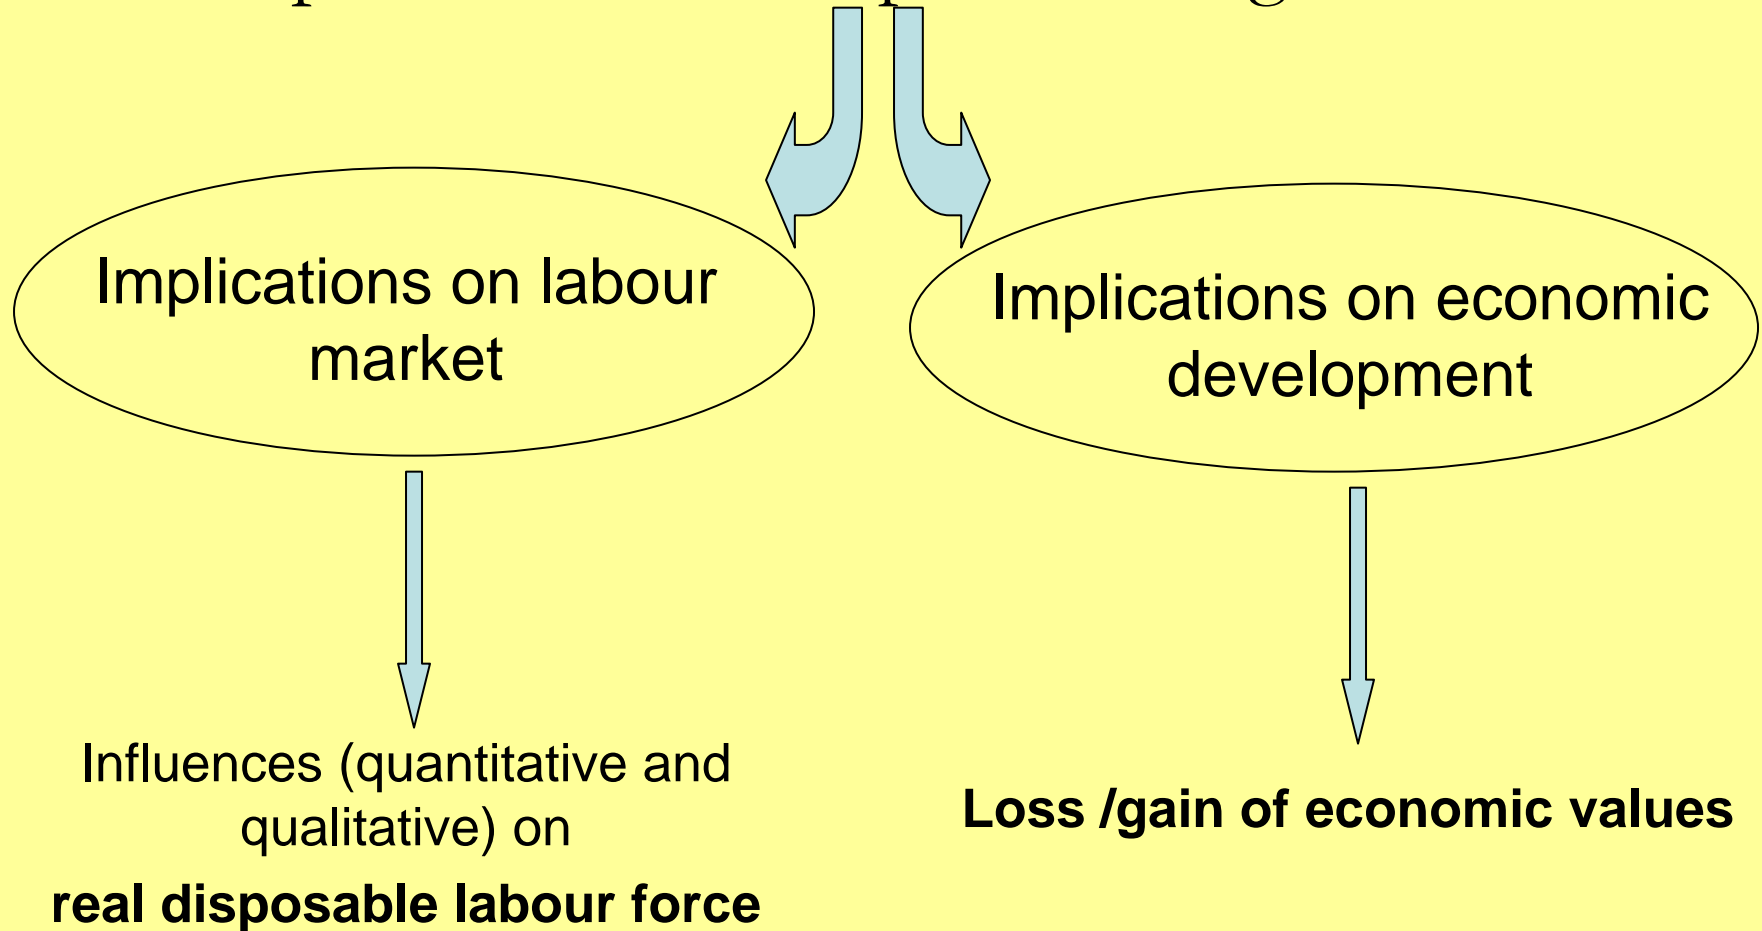 Implications on labour
market
Implications on economic
development
Influences (quantitative and
qualitative) on
real disposable labour force
Loss /gain of economic values